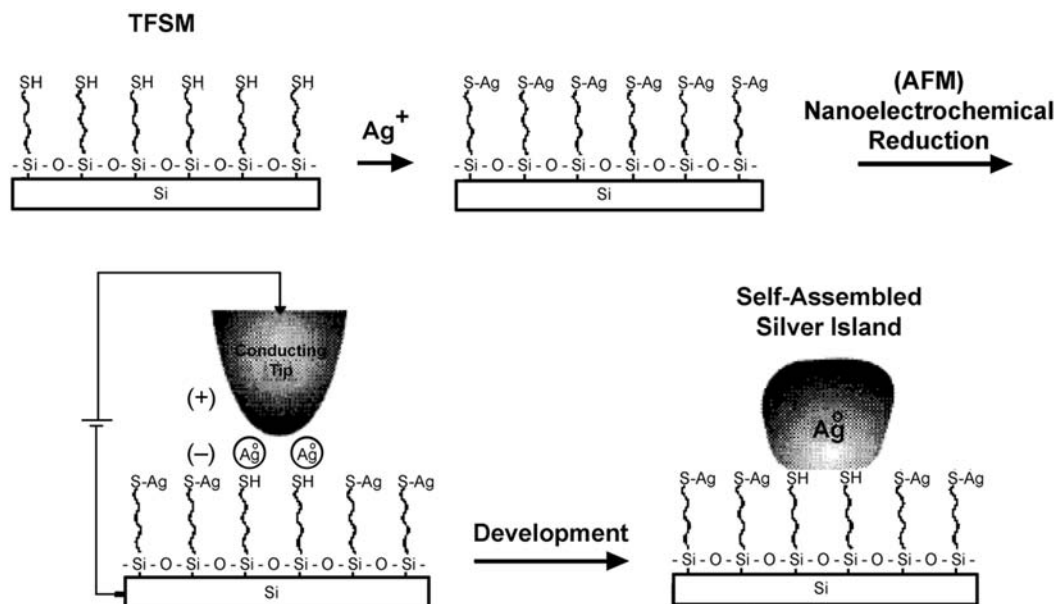 TFSM
SH SH SH SH SH SH
-Si-O-Si-O-Si-O-Si-O-Si-O-Si-
Si
Ag+
S-Ag S-Ag S-Ag S-Ag S-Ag S-Ag
-Si-O-Si-O-Si-O-Si-O-Si-O-Si-
Si
(AFM)
Nanoelectrochemical
Reduction
Conducting
Tip
(+)
(–)
Ag° Ag°
S-Ag S-Ag SH SH S-Ag S-Ag
-Si-O-Si-O-Si-O-Si-O-Si-O-Si-
Si
Development
Self-Assembled
Silver Island
Ag°
S-Ag S-Ag SH SH S-Ag S-Ag
-Si-O-Si-O-Si-O-Si-O-Si-O-Si-
Si